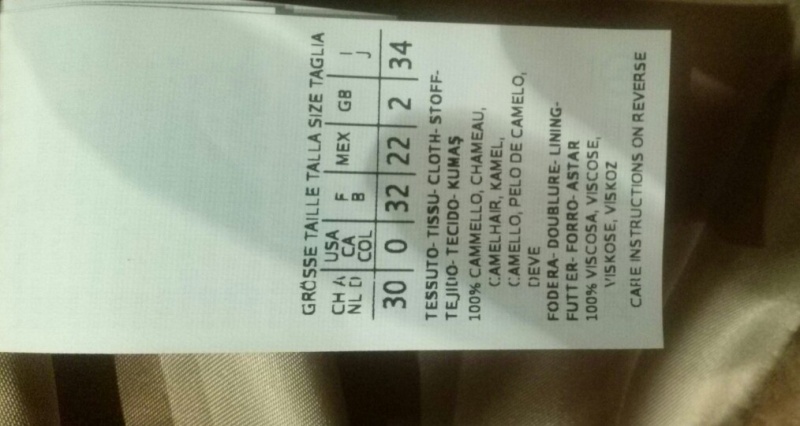 GRÖSSE TAILLE TALLA SIZE TAGLIA
CH A USA F MEX GB I
NL D CA B J
COL
30 0 32 22 2 34
TESSUTO- TISSU- CLOTH- STOFF-
TEJIDO- TECIDO- KUMAŞ
100% CAMMELLO, CHAMEAU,
CAMELHAIR, KAMEL,
CAMELLO, PELO DE CAMELO,
DEVE
FODERA- DOUBLURE- LINING-
FUTTER- FORRO- ASTAR
100% VISCOSA, VISCOSE,
VISKOSE, VISKOZ
CARE INSTRUCTIONS ON REVERSE